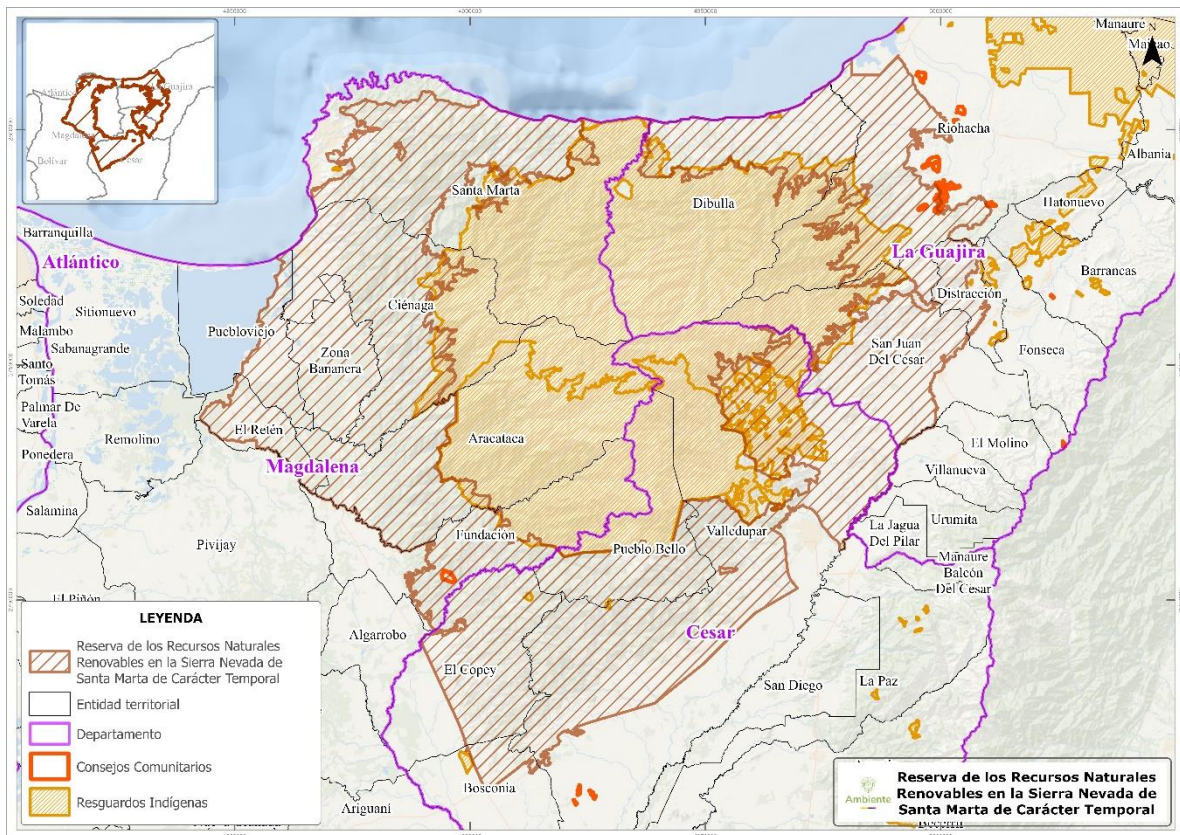 Atlántico
La Guajira
Magdalena
Bolívar
Cesar
Manaure
N
Maicao
Riohacha
Albania
Santa Marta
Dibulla
Hatonuevo
Barranquilla
Atlántico
La Guajira
Barrancas
Soledad
Sitionuevo
Ciénaga
Distracción
Malambo
Puebloviejo
Sabanagrande
San Juan
Del Cesar
Fonseca
Santo
Tomás
Zona
Bananera
Palmar De
Varela
Remolino
El Retén
Aracataca
El Molino
Ponedera
Magdalena
Villanueva
Salamina
Fundación
Valledupar
La Jagua
Del Pilar
Urumita
Pivijay
Pueblo Bello
Manaure
Balcón
Del Cesar
El Piñón
Algarrobo
Cesar
El Copey
San Diego
La Paz
Bosconia
Ariguaní
Becerril
LEYENDA
Reserva de los Recursos Naturales
Renovables en la Sierra Nevada de
Santa Marta de Carácter Temporal
Entidad territorial
Departamento
Consejos Comunitarios
Resguardos Indígenas
Ambiente
Reserva de los Recursos Naturales
Renovables en la Sierra Nevada de
Santa Marta de Carácter Temporal